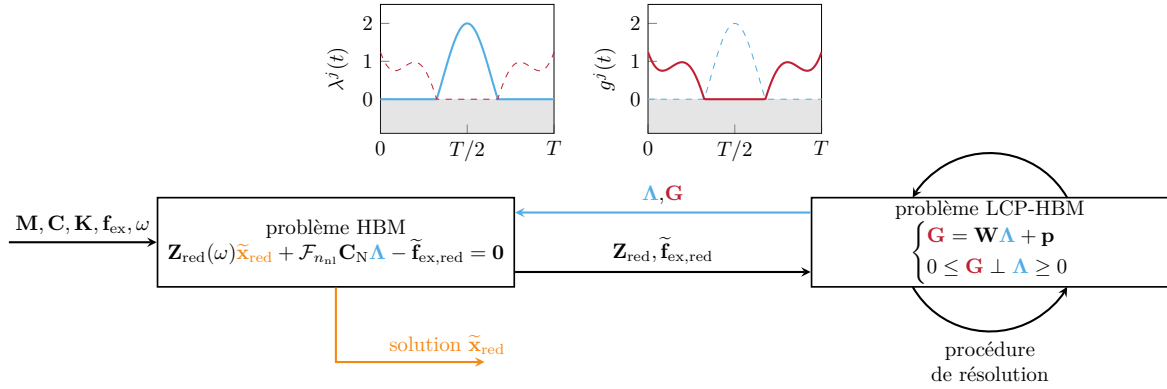 λ^j(t)
2
1
0
0 T/2 T
g^j(t)
2
1
0
0 T/2 T
M, C, K, f_ex, ω
problème HBM
Z_red(ω)x̃_red + ℱ_{n_nl} C_N Λ − f̃_ex,red = 0
Λ,G
Z_red, f̃_ex,red
problème LCP-HBM
{ G = WΛ + p
0 ≤ G ⊥ Λ ≥ 0
solution x̃_red
procédure
de résolution